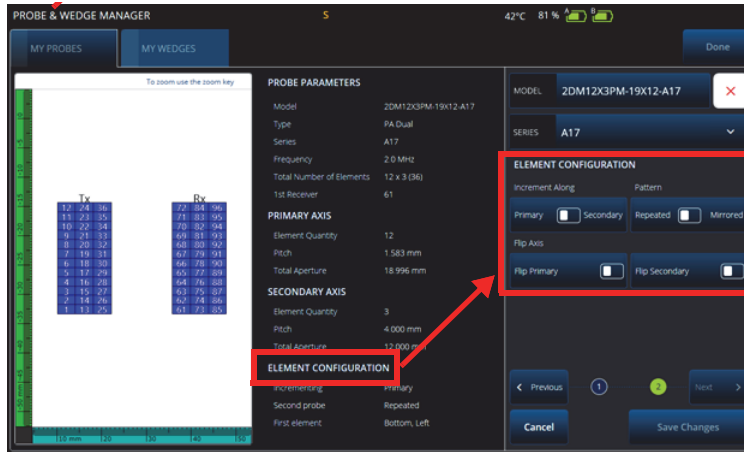 PROBE & WEDGE MANAGER S 42°C 81 % A B
MY PROBES MY WEDGES Done
To zoom use the zoom key
Tx Rx
12 24 36 72 84 96
11 23 35 71 83 95
10 22 34 70 82 94
9 21 33 69 81 93
8 20 32 68 80 92
7 19 31 67 79 91
6 18 30 66 78 90
5 17 29 65 77 89
4 16 28 64 76 88
3 15 27 63 75 87
2 14 26 62 74 86
1 13 25 61 73 85
10 mm 20 30 40 50
PROBE PARAMETERS
Model 2DM12X3PM-19X12-A17
Type PA Dual
Series A17
Frequency 2.0 MHz
Total Number of Elements 12 x 3 (36)
1st Receiver 61
PRIMARY AXIS
Element Quantity 12
Pitch 1.583 mm
Total Aperture 18.996 mm
SECONDARY AXIS
Element Quantity 3
Pitch 4.000 mm
Total Aperture 12.000 mm
ELEMENT CONFIGURATION
Incrementing Primary
Second probe Repeated
First element Bottom, Left
MODEL 2DM12X3PM-19X12-A17
SERIES A17
ELEMENT CONFIGURATION
Increment Along Pattern
Primary Secondary Repeated Mirrored
Flip Axis
Flip Primary Flip Secondary
Previous 1 2 Next
Cancel Save Changes